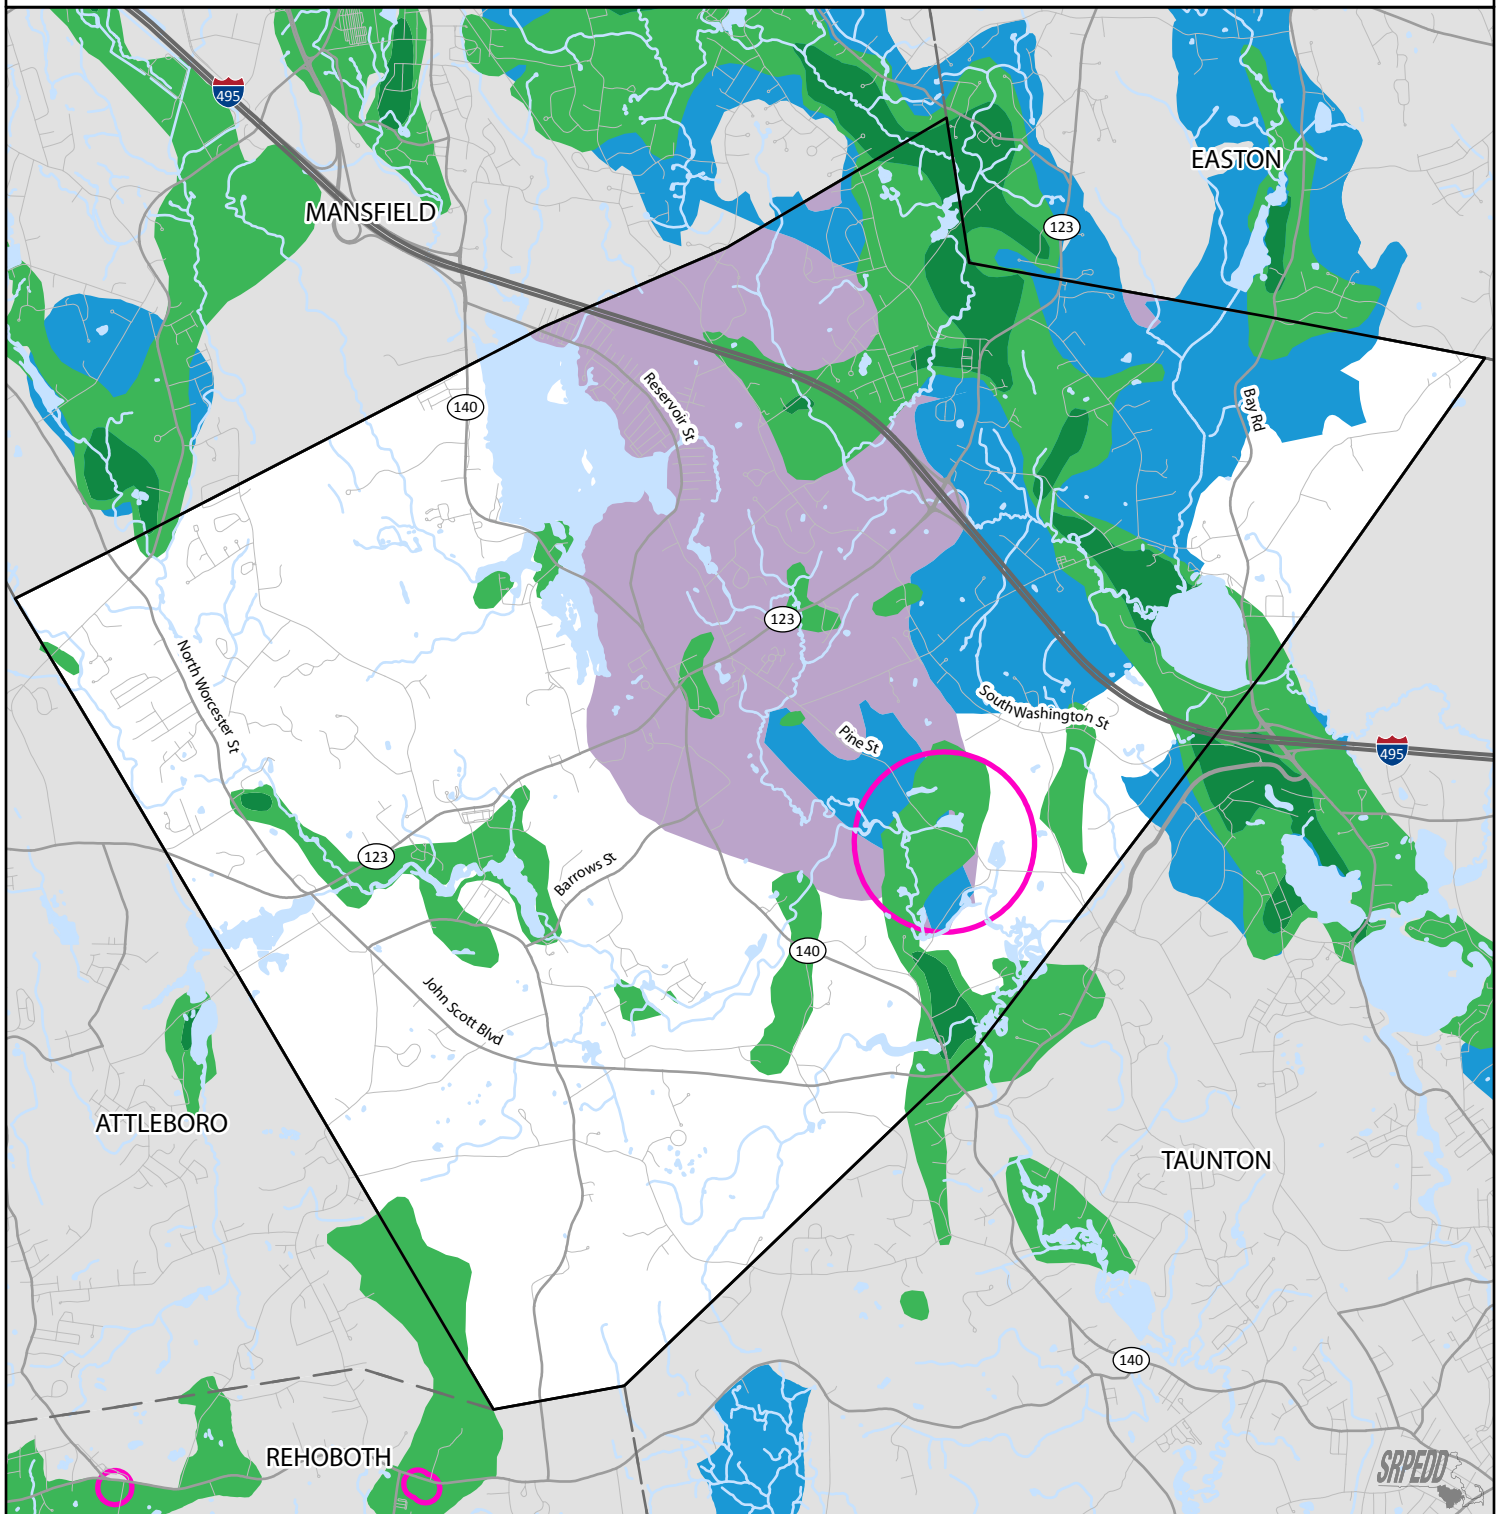 495
EASTON
MANSFIELD
123
140
Reservoir St
Bay Rd
123
North Worcester St
South Washington St
Pine St
495
123
Barrows St
140
John Scott Blvd
ATTLEBORO
TAUNTON
140
REHOBOTH
SRPEDD